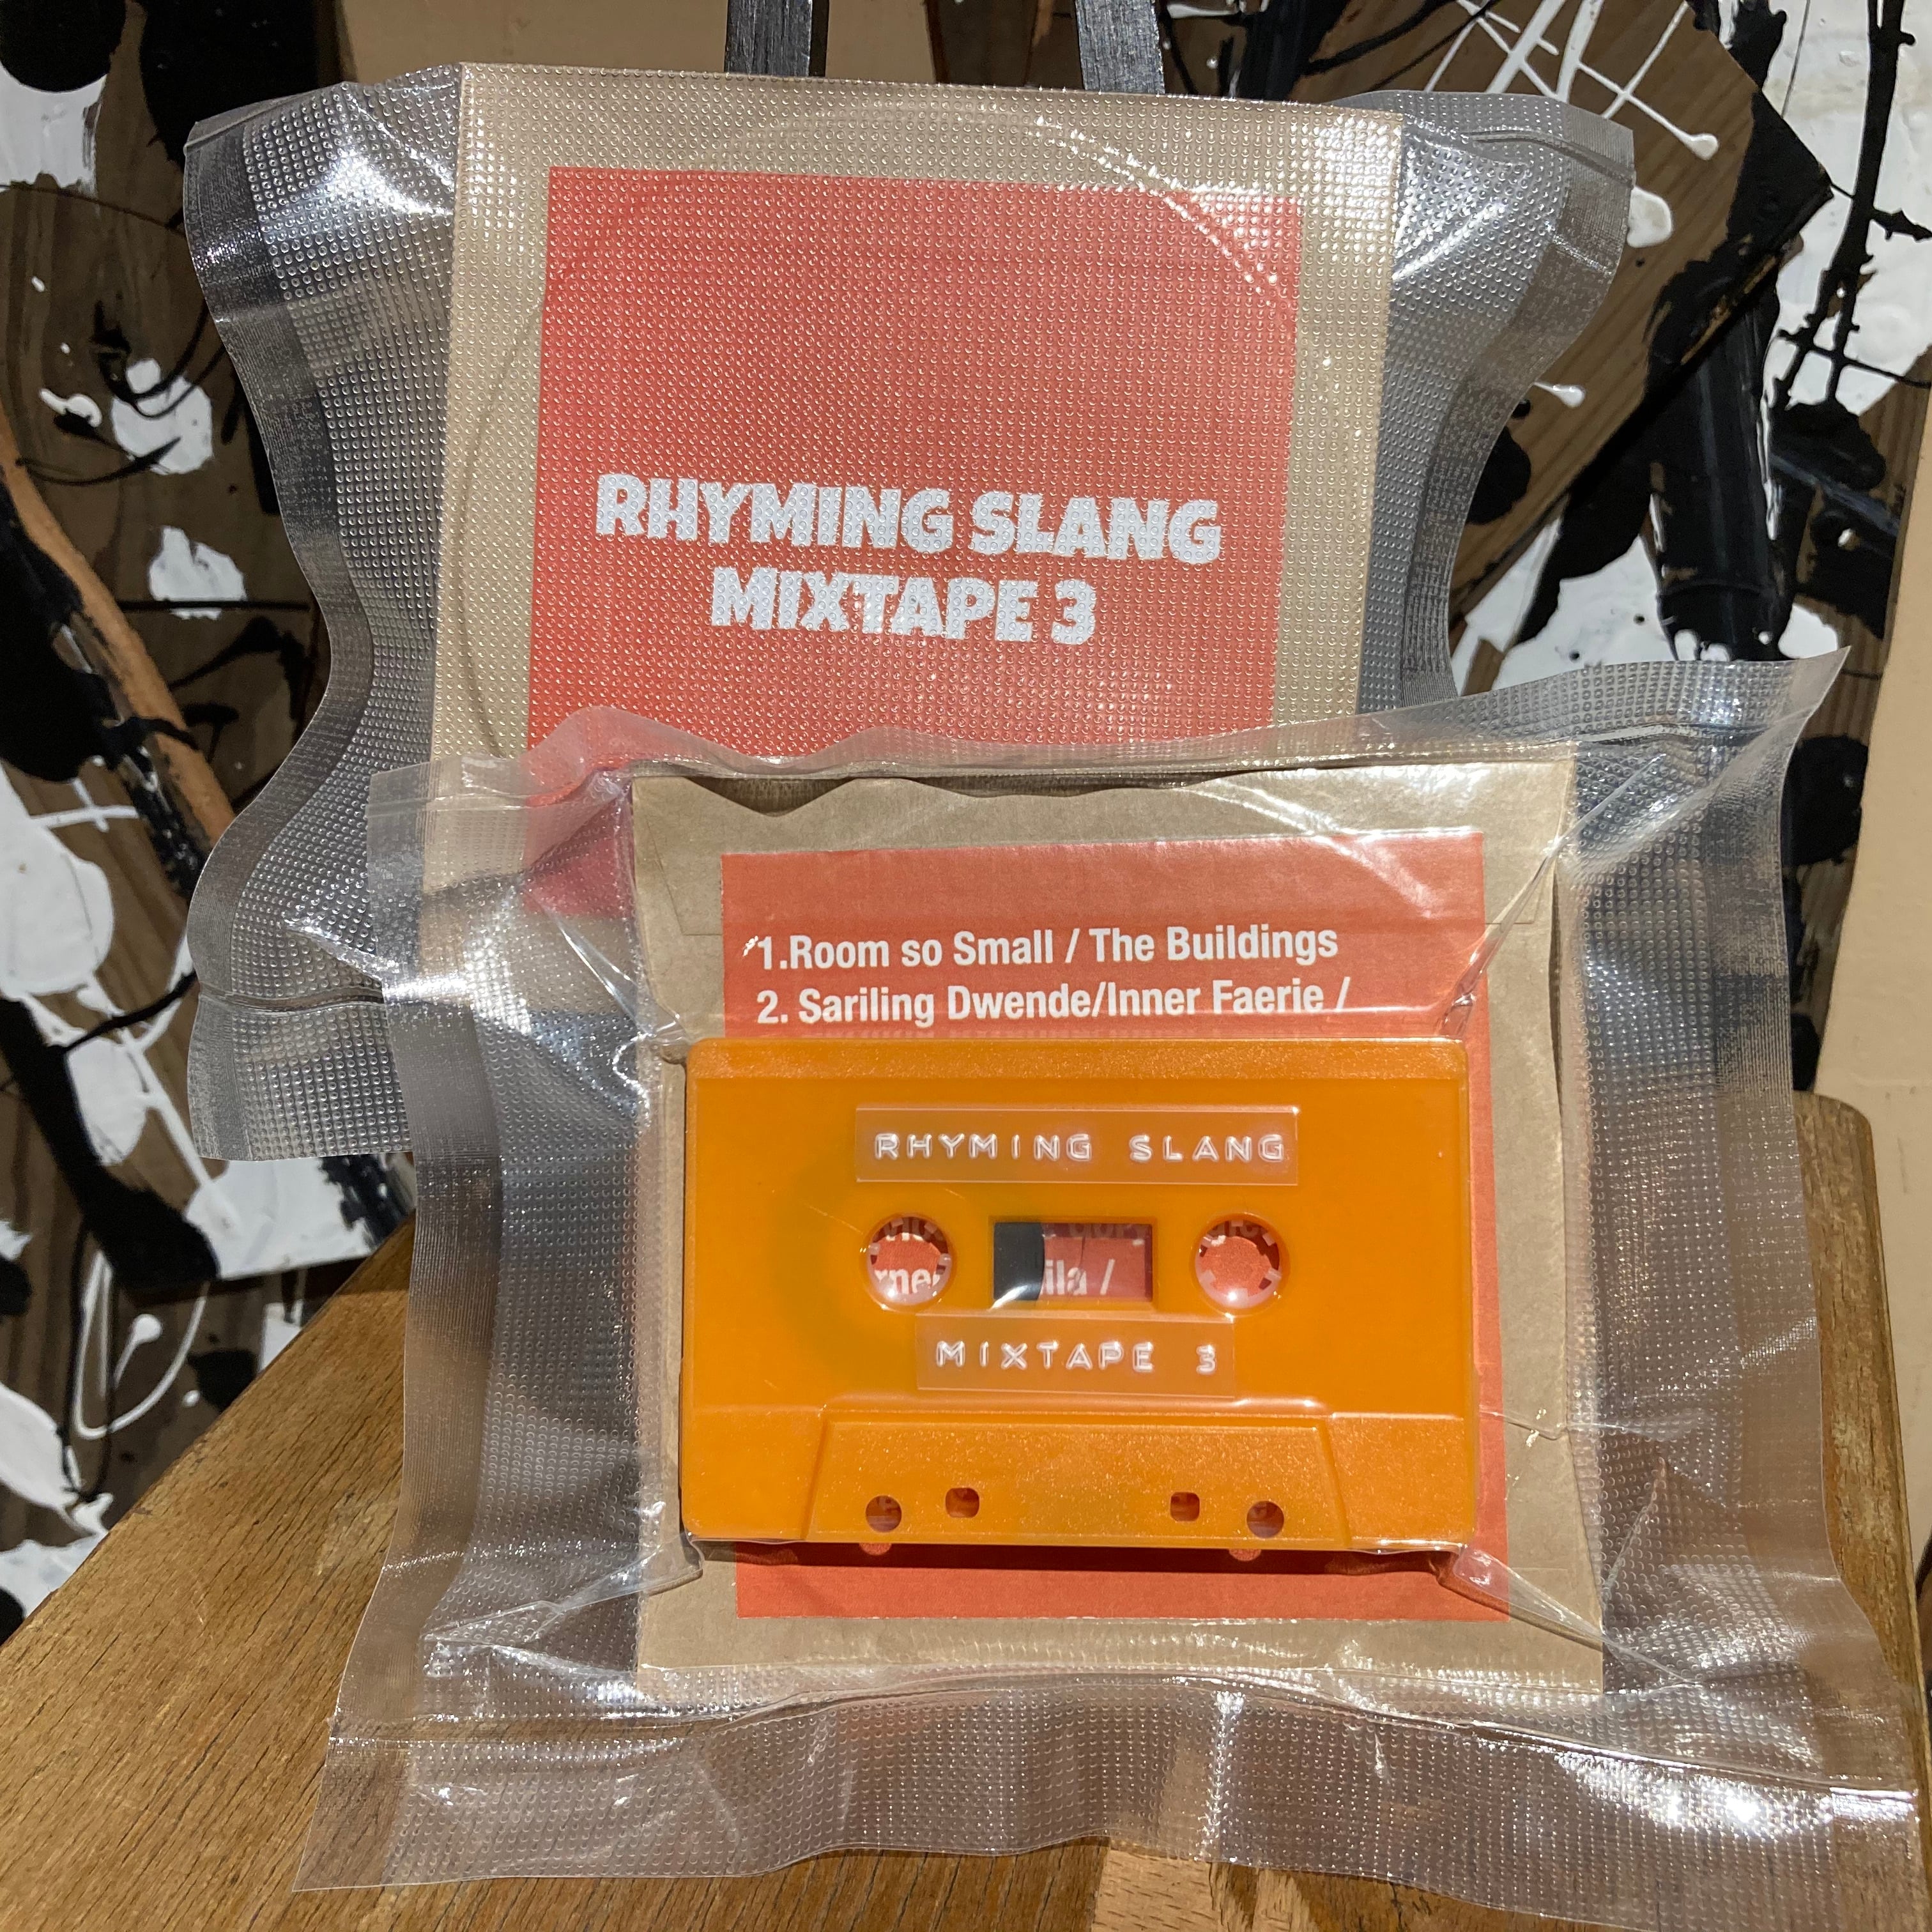 RHYMING SLANG
MIXTAPE 3
1.Room so Small / The Buildings
2. Sariling Dwende/Inner Faerie /
RHYMING SLANG
ila /
MIXTAPE 3